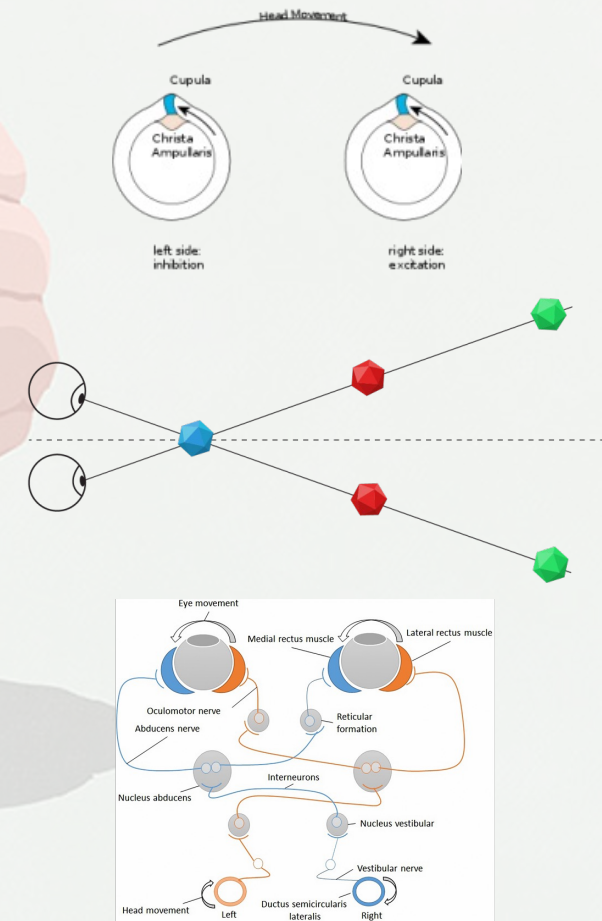 Head Movement
Cupula
Cupula
Christa
Ampullaris
Christa
Ampullaris
left side:
inhibition
right side:
excitation
Eye movement
Medial rectus muscle
Lateral rectus muscle
Oculomotor nerve
Abducens nerve
Reticular
formation
Interneurons
Nucleus abducens
Nucleus vestibular
Vestibular nerve
Head movement
Left
Ductus semicircularis
lateralis
Right